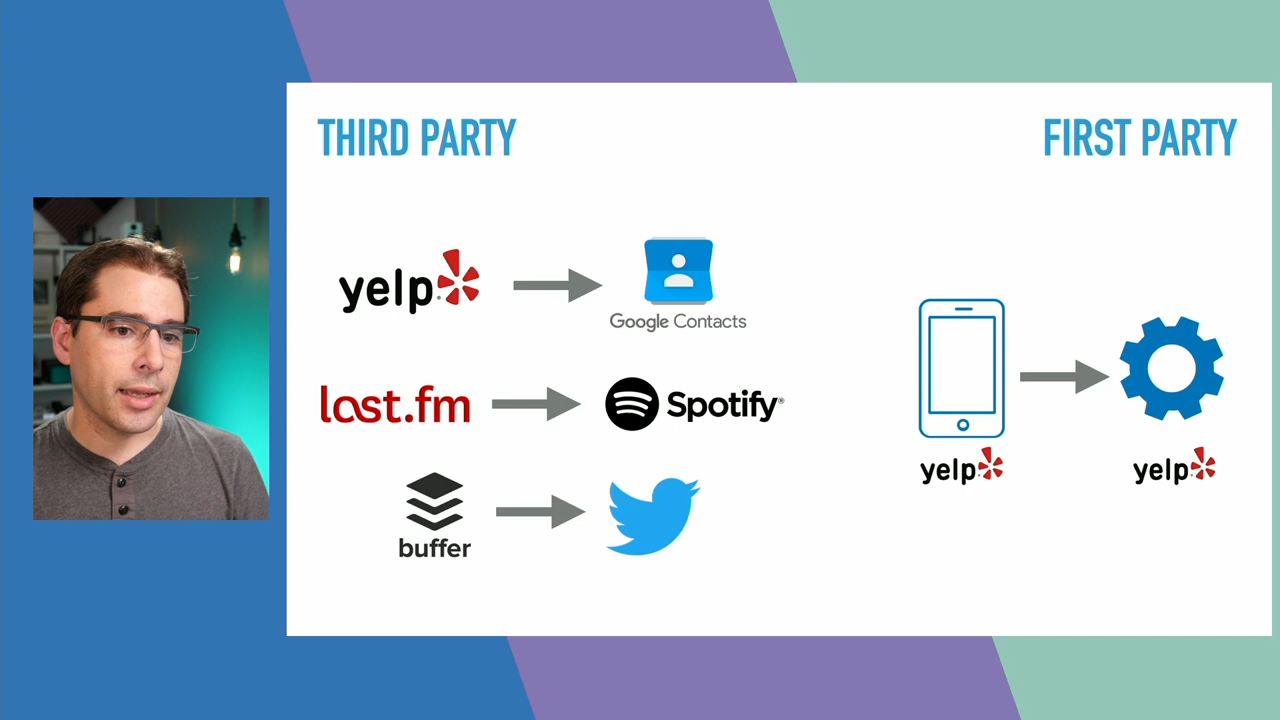 THIRD PARTY
FIRST PARTY
yelp
Google Contacts
last.fm
Spotify®
buffer
yelp
yelp